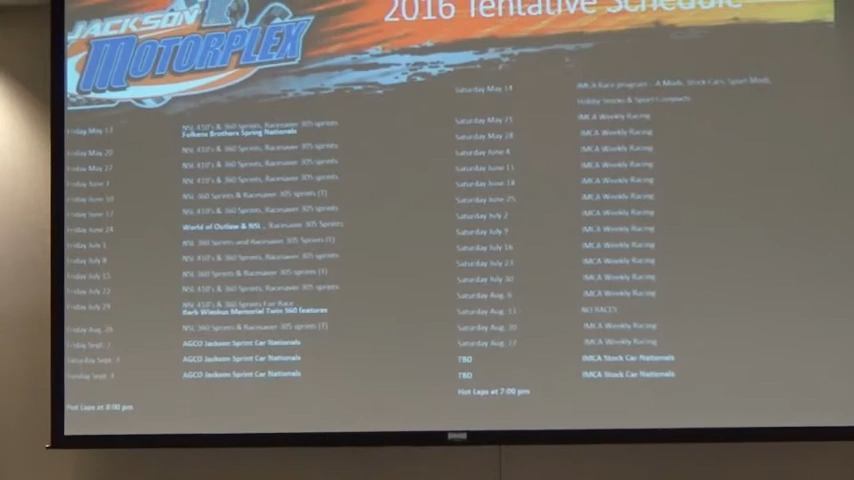 JACKSON
MOTORPLEX
2016 Tentative Schedule
Friday May 13 NSL 410's & 360 Sprints, Racesaver 305 sprints
Folkens Brothers Spring Nationals
Friday May 20 NSL 410's & 360 Sprints, Racesaver 305 sprints
Friday May 27 NSL 410's & 360 Sprints, Racesaver 305 sprints
Friday June 3 NSL 410's & 360 Sprints, Racesaver 305 sprints
Friday June 10 NSL 360 Sprints & Racesaver 305 sprints (T)
Friday June 17 NSL 410's & 360 Sprints, Racesaver 305 sprints
Friday June 24 World of Outlaw & NSL, Racesaver 305 Sprints
Friday July 1 NSL 360 Sprints and Racesaver 305 Sprints (T)
Friday July 8 NSL 410's & 360 Sprints, Racesaver 305 sprints
Friday July 15 NSL 360 Sprints & Racesaver 305 sprints (T)
Friday July 22 NSL 410's & 360 Sprints, Racesaver 305 sprints
Friday July 29 NSL 410's & 360 Sprints Fair Race
Memorial Twin 360 features
Friday Aug. 26 NSL 360 Sprints & Racesaver 305 sprints (T)
Friday Sept. AGCO Jackson Sprint Car Nationals
Saturday Sept. 3 AGCO Jackson Sprint Car Nationals
Sunday Sept. AGCO Jackson Sprint Car Nationals
Hot Laps at 8:00 pm
Saturday May 14 IMCA Race program - A Mods, Stock Cars, Sport Mods,
Hobby Stocks & Sport Compacts
Saturday May 21 IMCA Weekly Racing
Saturday May 28 IMCA Weekly Racing
Saturday June 4 IMCA Weekly Racing
Saturday June 11 IMCA Weekly Racing
Saturday June 18 IMCA Weekly Racing
Saturday June 25 IMCA Weekly Racing
Saturday July 2 IMCA Weekly Racing
Saturday July 9 IMCA Weekly Racing
Saturday July 16 IMCA Weekly Racing
Saturday July 23 IMCA Weekly Racing
Saturday July 30 IMCA Weekly Racing
Saturday Aug. 6 IMCA Weekly Racing
Saturday Aug. 13 NO RACES
Saturday Aug. IMCA Weekly Racing
Saturday Aug. IMCA Weekly Racing
TBD IMCA Stock Car Nationals
TBD IMCA Stock Car Nationals
Hot Laps at 7:00 pm